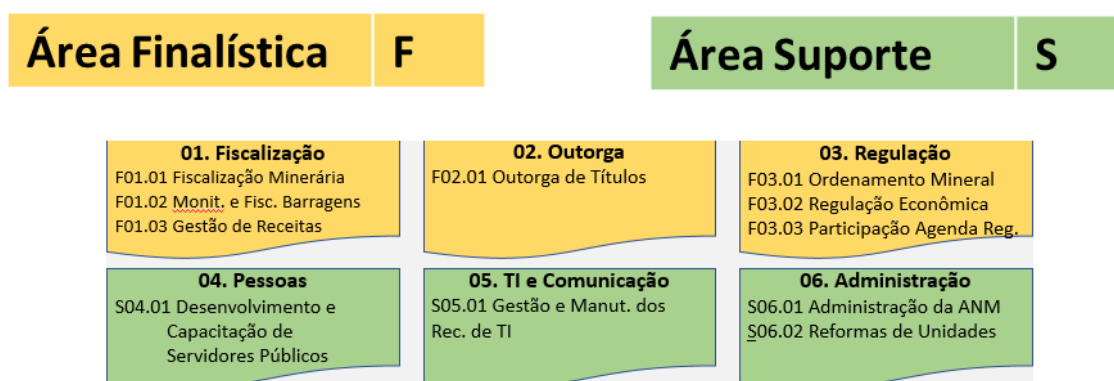 Área Finalística F
Área Suporte S
01. Fiscalização
F01.01 Fiscalização Minerária
F01.02 Monit. e Fisc. Barragens
F01.03 Gestão de Receitas
02. Outorga
F02.01 Outorga de Títulos
03. Regulação
F03.01 Ordenamento Mineral
F03.02 Regulação Econômica
F03.03 Participação Agenda Reg.
04. Pessoas
S04.01 Desenvolvimento e
Capacitação de
Servidores Públicos
05. TI e Comunicação
S05.01 Gestão e Manut. dos
Rec. de TI
06. Administração
S06.01 Administração da ANM
S06.02 Reformas de Unidades